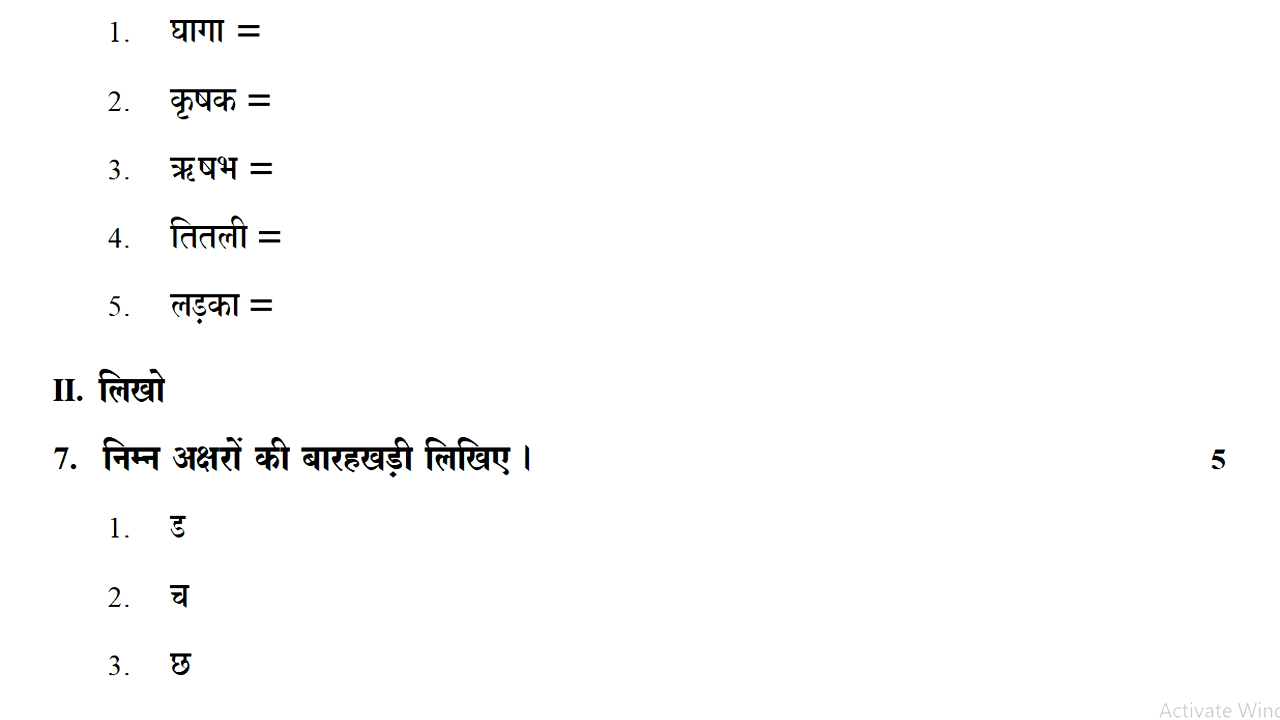 1. घागा =
2. कृषक =
3. ऋषभ =
4. तितली =
5. लड़का =
II. लिखो
7. निम्न अक्षरों की बारहखड़ी लिखिए । 5
1. ड
2. च
3. छ
Activate Wind